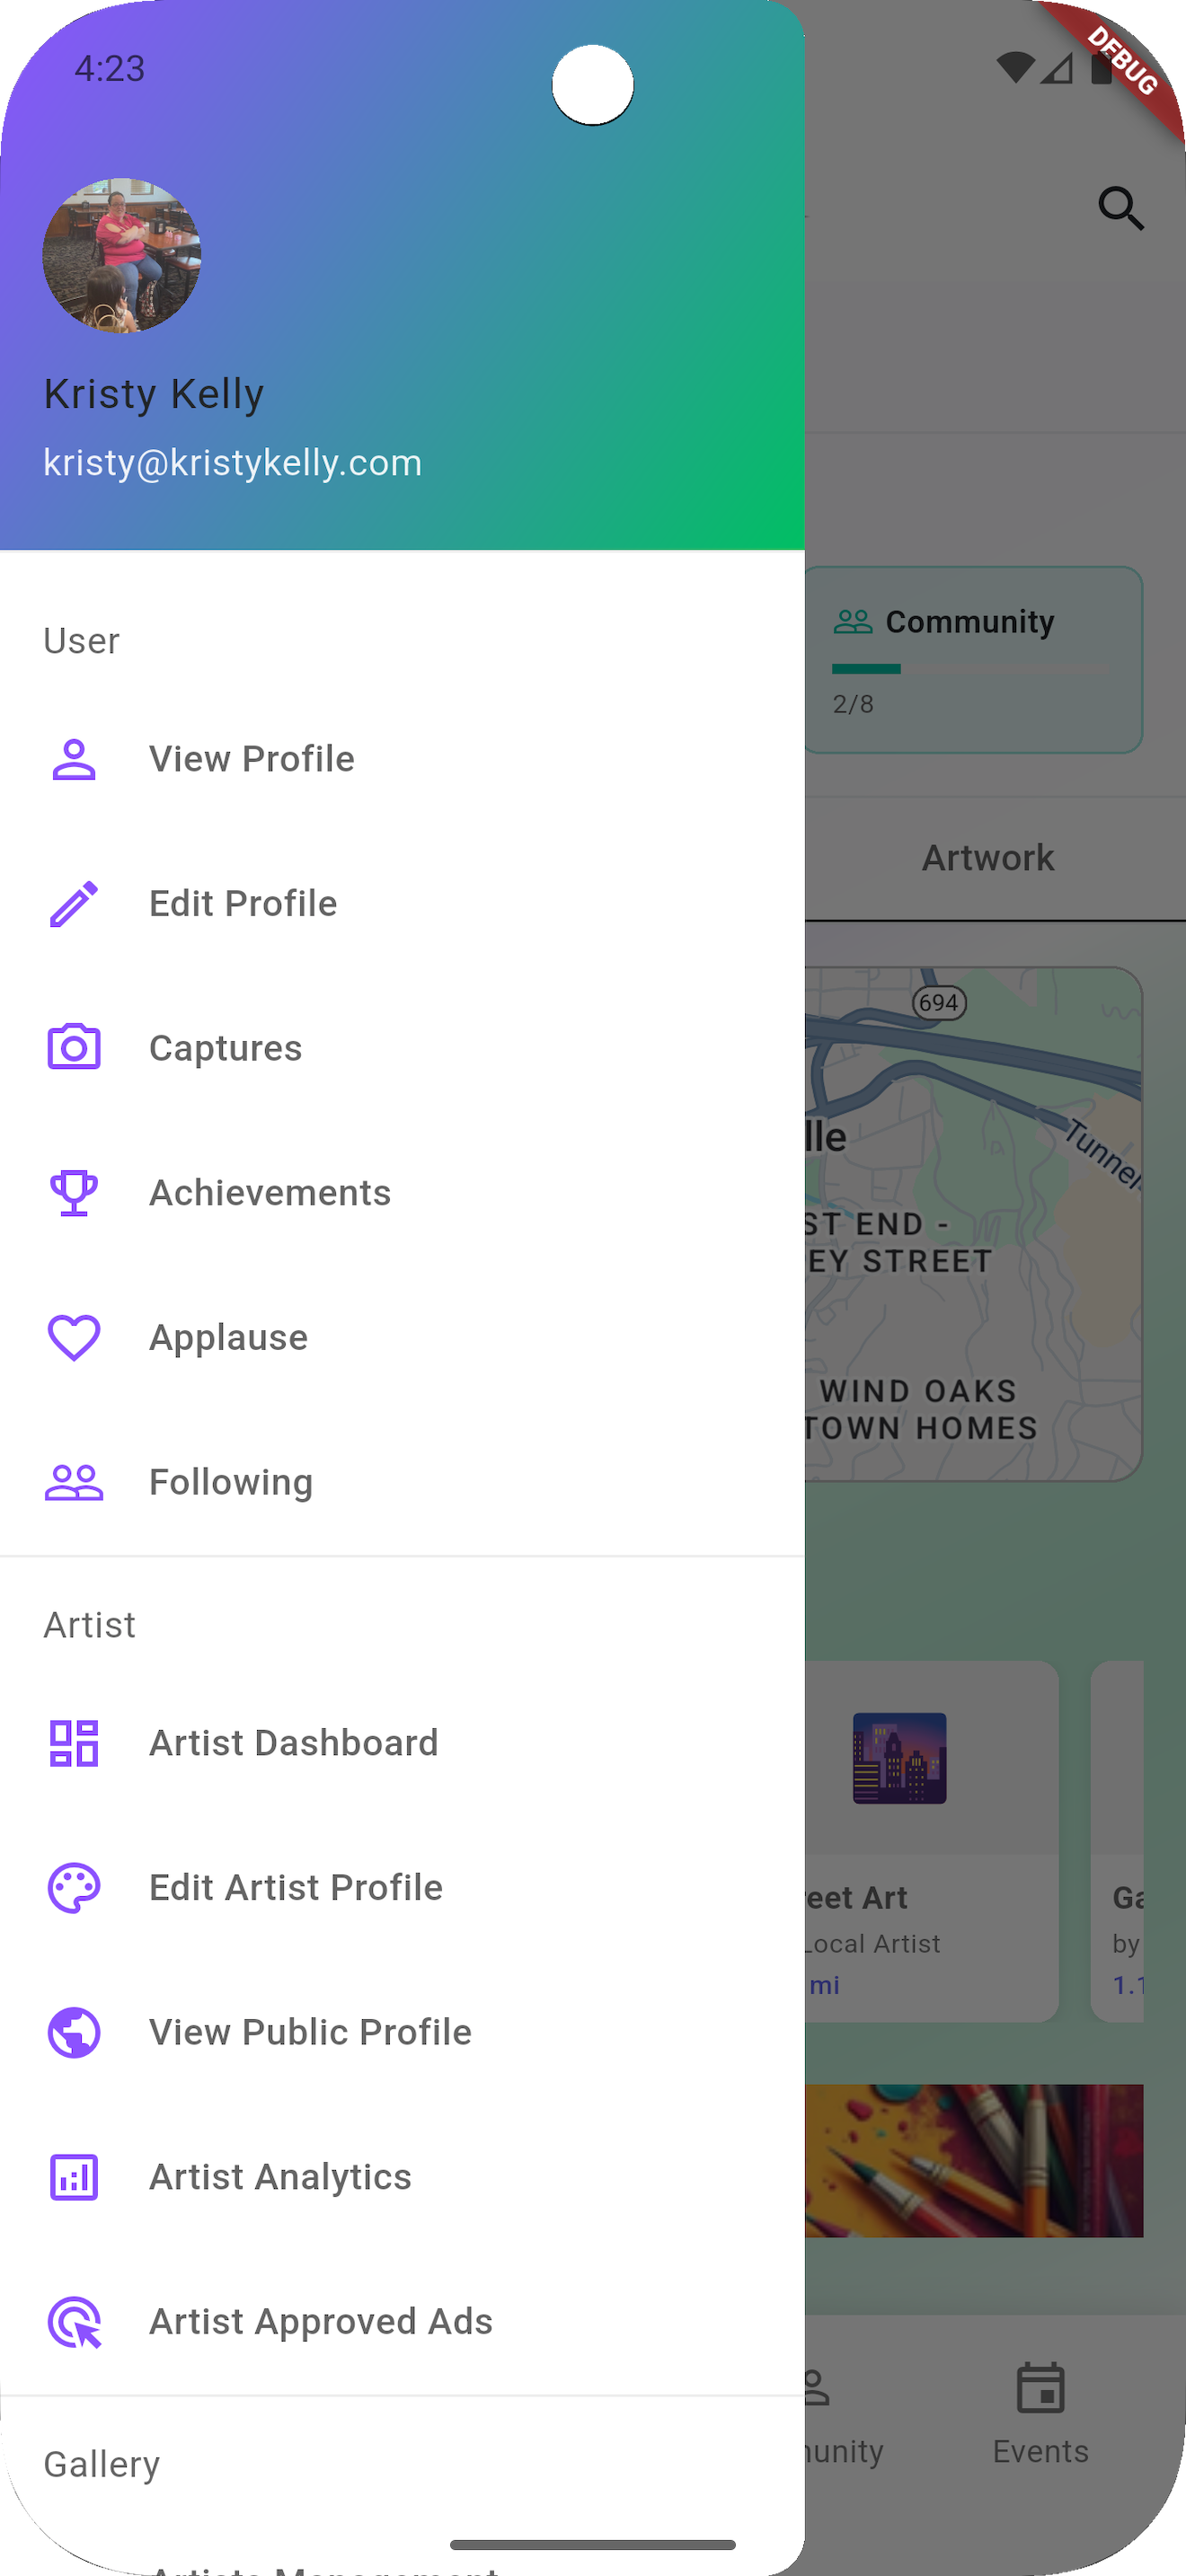 4:23
DEBUG
Kristy Kelly
kristy@kristykelly.com
User
View Profile
Edit Profile
Captures
Achievements
Applause
Following
Artist
Artist Dashboard
Edit Artist Profile
View Public Profile
Artist Analytics
Artist Approved Ads
Gallery
Artists Management
Community
2/8
Artwork
694
lle
Tunnel
ST END -
EY STREET
WIND OAKS
TOWN HOMES
reet Art
Local Artist
mi
Ga
by
1.1
unity
Events